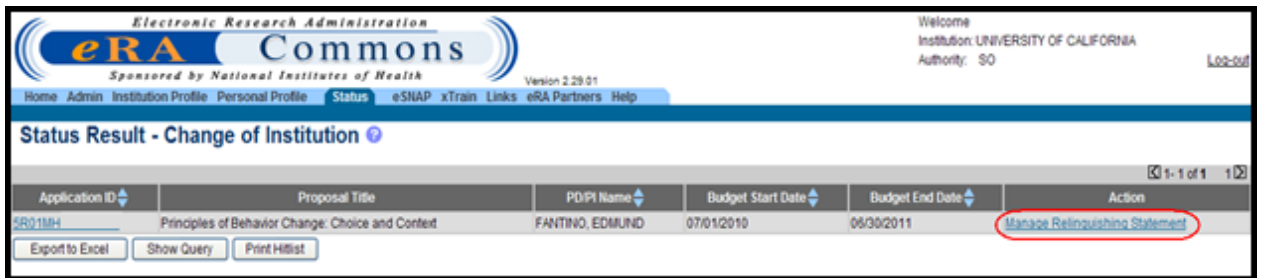 Electronic Research Administration
eRA Commons
Sponsored by National Institutes of Health
Version 2.29.01
Welcome
Institution: UNIVERSITY OF CALIFORNIA
Authority: SO
Log-out
Home Admin Institution Profile Personal Profile Status eSNAP xTrain Links eRA Partners Help
Status Result - Change of Institution ?
1- 1 of 1 1
Application ID Proposal Title PD/PI Name Budget Start Date Budget End Date Action
5R01MH Principles of Behavior Change: Choice and Context FANTINO, EDMUND 07/01/2010 06/30/2011 Manage Relinquishing Statement
Export to Excel Show Query Print Hitlist